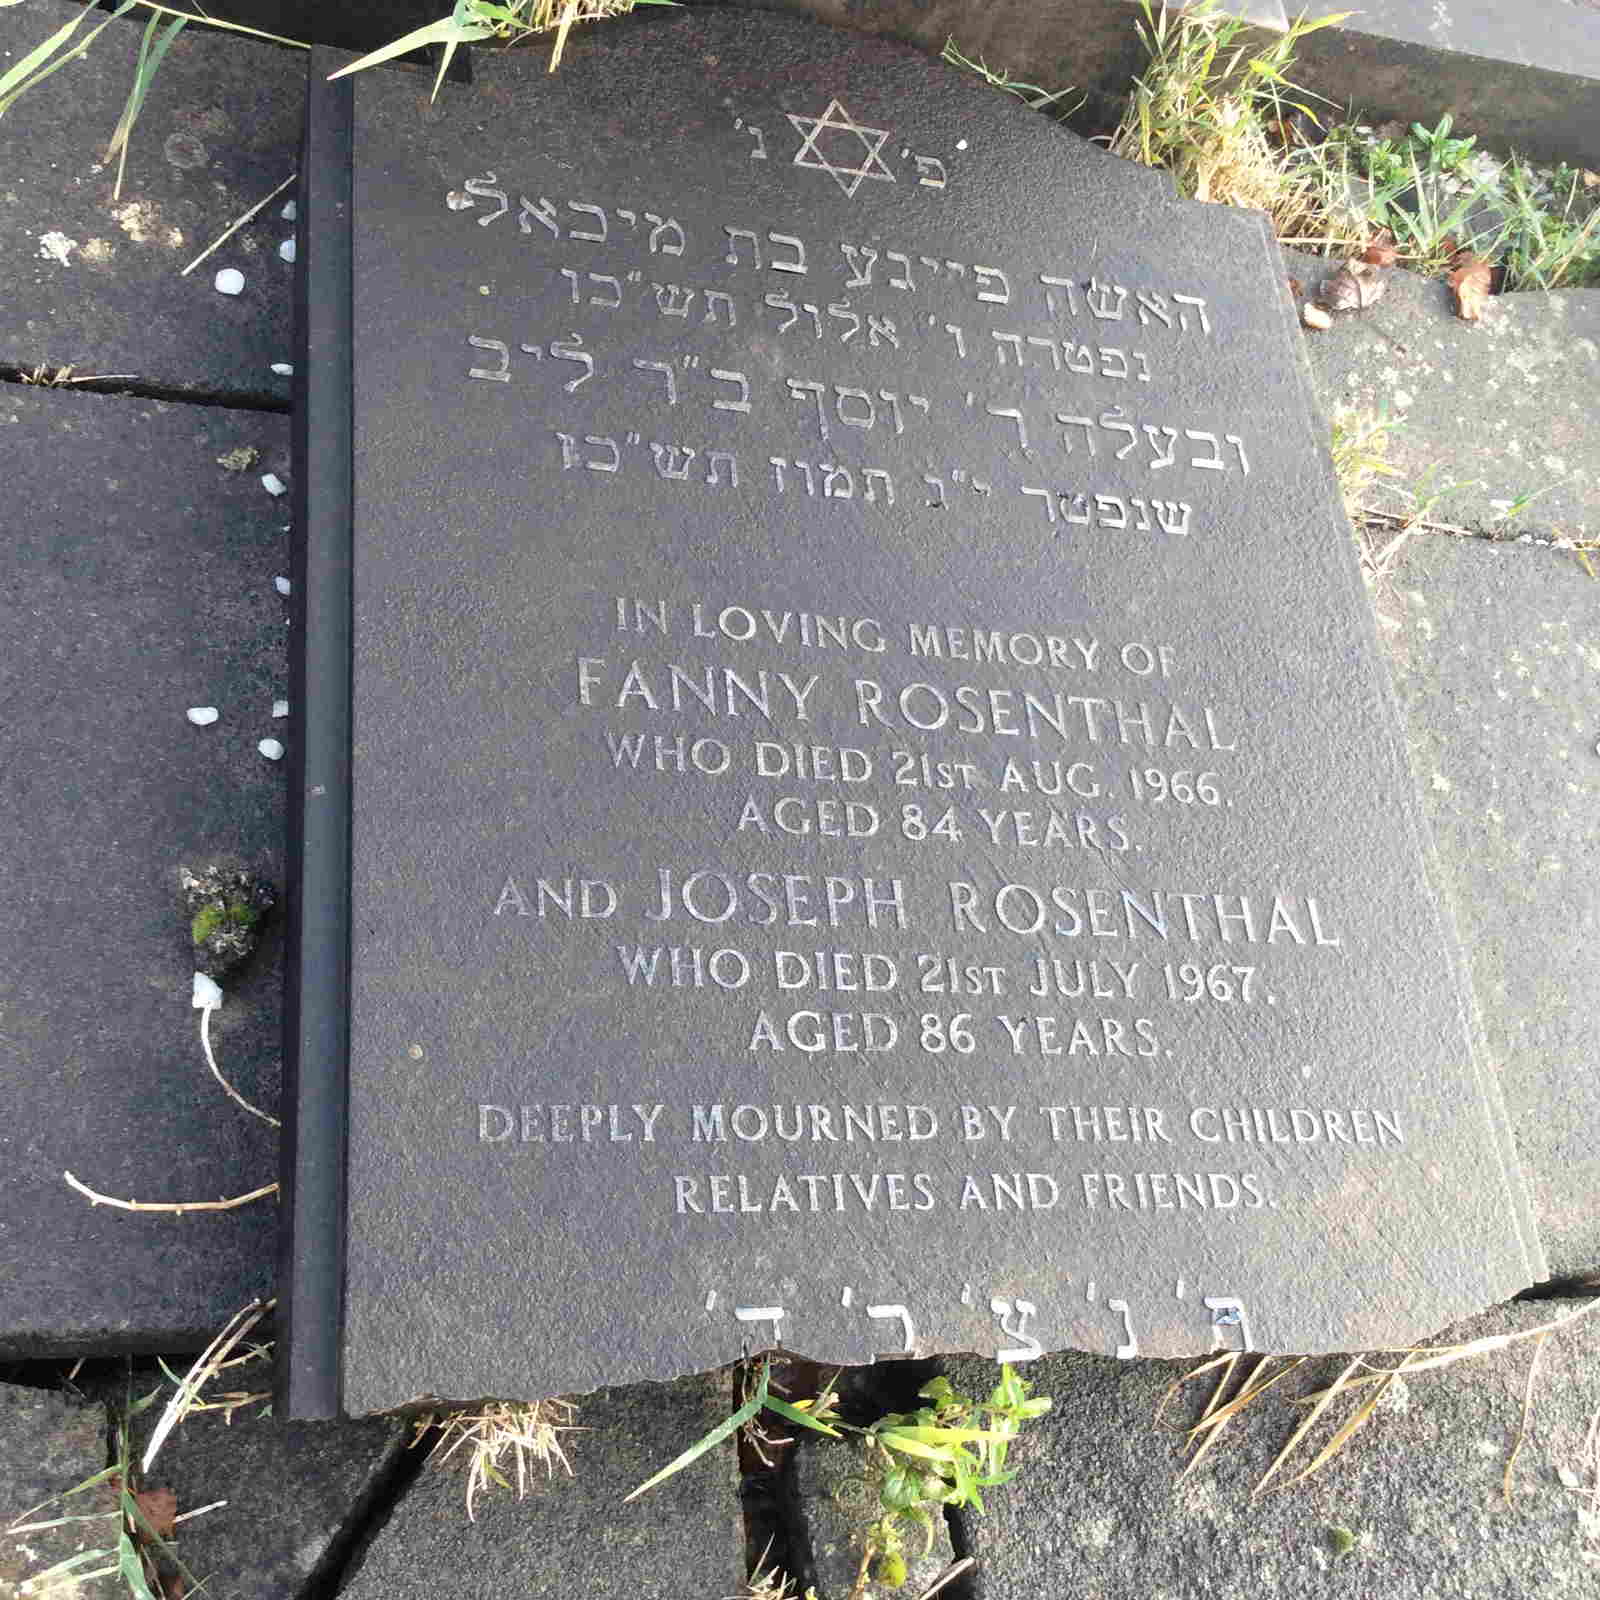 פ' נ'
האשה פייגע בת מיכאל
נפטרה ו' אלול תש"כו
ובעלה ר' יוסף ב"ר ליב
שנפטר י"ג תמוז תש"כז
IN LOVING MEMORY OF
FANNY ROSENTHAL
WHO DIED 21ST AUG. 1966.
AGED 84 YEARS.
AND JOSEPH ROSENTHAL
WHO DIED 21ST JULY 1967.
AGED 86 YEARS.
DEEPLY MOURNED BY THEIR CHILDREN
RELATIVES AND FRIENDS.
ת' נ' צ' ר' ד'